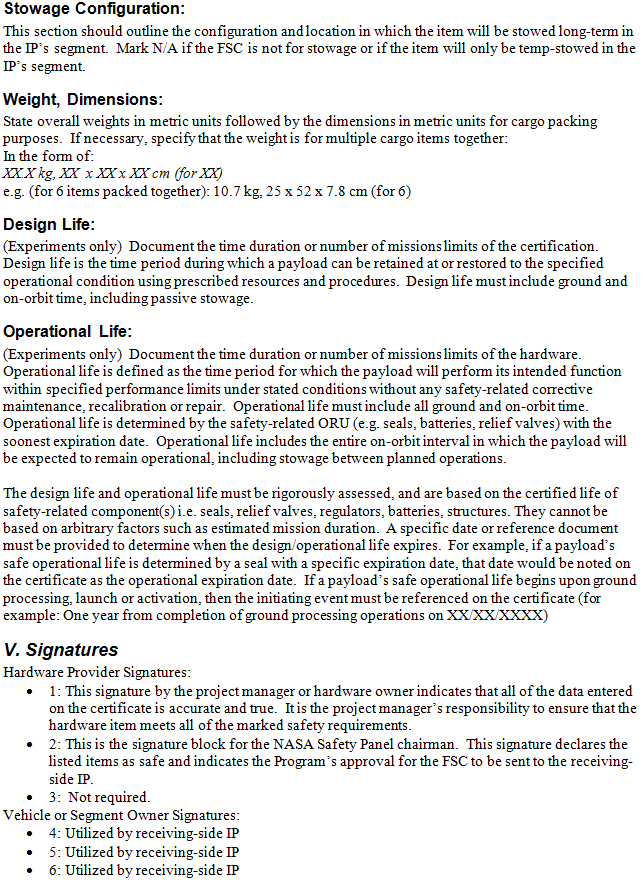 Stowage Configuration:
This section should outline the configuration and location in which the item will be stowed long-term in
the IP's segment.  Mark N/A if the FSC is not for stowage or if the item will only be temp-stowed in the
IP's segment.
Weight, Dimensions:
State overall weights in metric units followed by the dimensions in metric units for cargo packing
purposes.  If necessary, specify that the weight is for multiple cargo items together:
In the form of:
XX.X kg, XX x XX x XX cm (for XX)
e.g. (for 6 items packed together): 10.7 kg, 25 x 52 x 7.8 cm (for 6)
Design Life:
(Experiments only)  Document the time duration or number of missions limits of the certification.
Design life is the time period during which a payload can be retained at or restored to the specified
operational condition using prescribed resources and procedures.  Design life must include ground and
on-orbit time, including passive stowage.
Operational Life:
(Experiments only)  Document the time duration or number of missions limits of the hardware.
Operational life is defined as the time period for which the payload will perform its intended function
within specified performance limits under stated conditions without any safety-related corrective
maintenance, recalibration or repair.  Operational life must include all ground and on-orbit time.
Operational life is determined by the safety-related ORU (e.g. seals, batteries, relief valves) with the
soonest expiration date.  Operational life includes the entire on-orbit interval in which the payload will
be expected to remain operational, including stowage between planned operations.
The design life and operational life must be rigorously assessed, and are based on the certified life of
safety-related component(s) i.e. seals, relief valves, regulators, batteries, structures. They cannot be
based on arbitrary factors such as estimated mission duration.  A specific date or reference document
must be provided to determine when the design/operational life expires.  For example, if a payload's
safe operational life is determined by a seal with a specific expiration date, that date would be noted on
the certificate as the operational expiration date.  If a payload's safe operational life begins upon ground
processing, launch or activation, then the initiating event must be referenced on the certificate (for
example: One year from completion of ground processing operations on XX/XX/XXXX)
V. Signatures
Hardware Provider Signatures:
• 1: This signature by the project manager or hardware owner indicates that all of the data entered
on the certificate is accurate and true.  It is the project manager's responsibility to ensure that the
hardware item meets all of the marked safety requirements.
• 2: This is the signature block for the NASA Safety Panel chairman.  This signature declares the
listed items as safe and indicates the Program's approval for the FSC to be sent to the receiving-
side IP.
• 3:  Not required.
Vehicle or Segment Owner Signatures:
• 4: Utilized by receiving-side IP
• 5: Utilized by receiving-side IP
• 6: Utilized by receiving-side IP